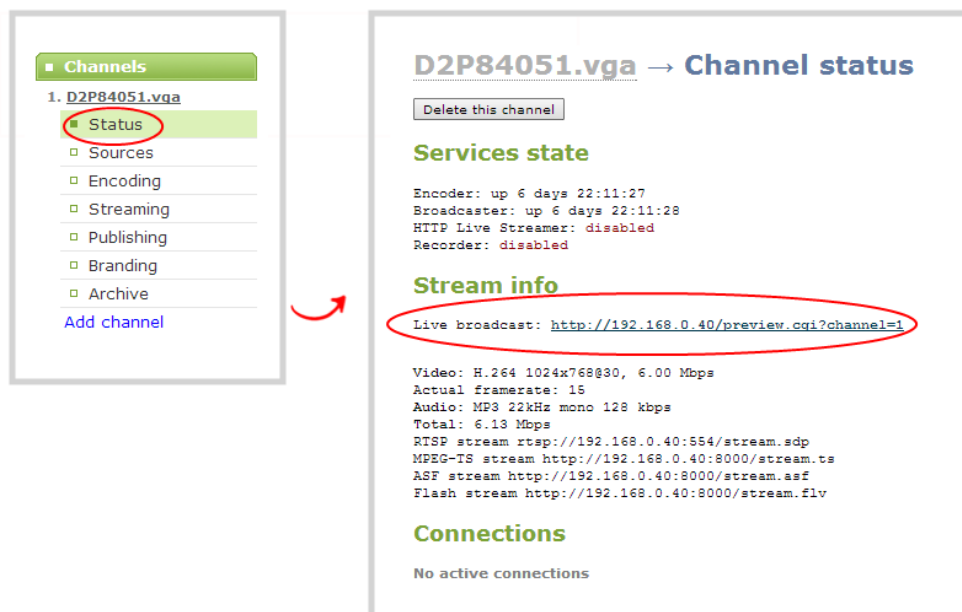 Channels
1. D2P84051.vga
Status
Sources
Encoding
Streaming
Publishing
Branding
Archive
Add channel
D2P84051.vga → Channel status
Delete this channel
Services state
Encoder: up 6 days 22:11:27
Broadcaster: up 6 days 22:11:28
HTTP Live Streamer: disabled
Recorder: disabled
Stream info
Live broadcast: http://192.168.0.40/preview.cgi?channel=1
Video: H.264 1024x768@30, 6.00 Mbps
Actual framerate: 15
Audio: MP3 22kHz mono 128 kbps
Total: 6.13 Mbps
RTSP stream rtsp://192.168.0.40:554/stream.sdp
MPEG-TS stream http://192.168.0.40:8000/stream.ts
ASF stream http://192.168.0.40:8000/stream.asf
Flash stream http://192.168.0.40:8000/stream.flv
Connections
No active connections